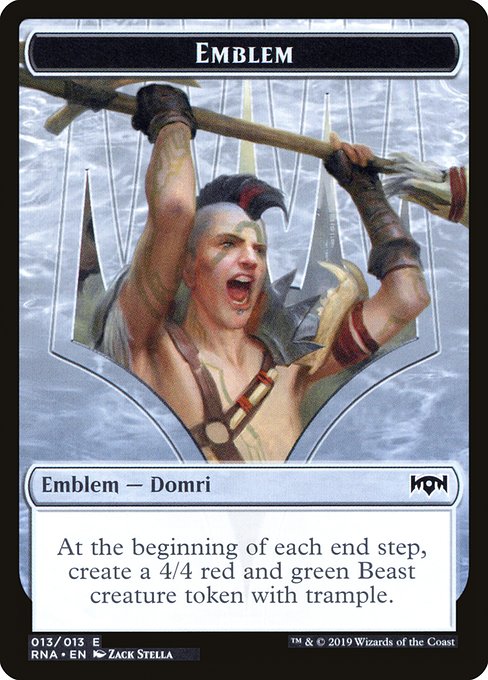 Emblem
Emblem — Domri
At the beginning of each end step,
create a 4/4 red and green Beast
creature token with trample.
013/013 E
RNA • EN Zack Stella
™ & © 2019 Wizards of the Coast